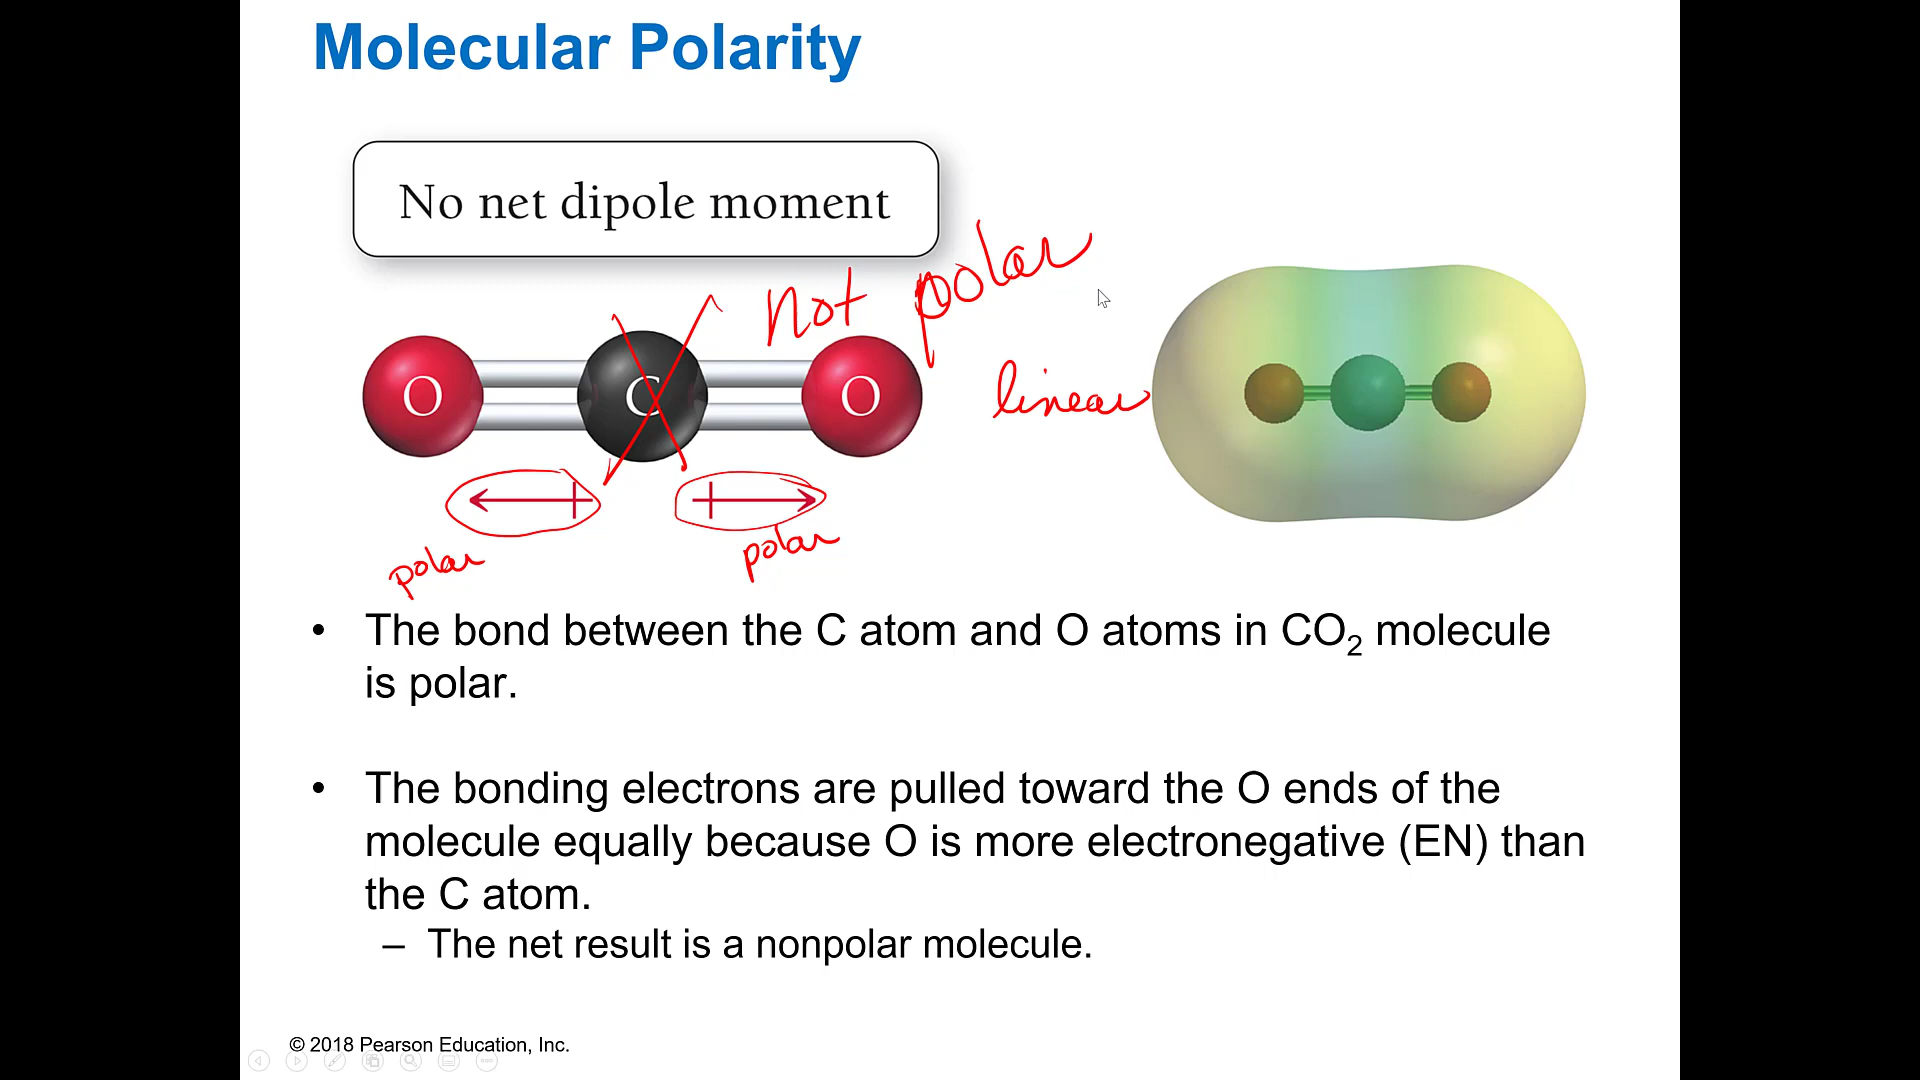 Molecular Polarity
No net dipole moment
not polar
O C O
linear
polar
polar
• The bond between the C atom and O atoms in CO₂ molecule
is polar.
• The bonding electrons are pulled toward the O ends of the
molecule equally because O is more electronegative (EN) than
the C atom.
– The net result is a nonpolar molecule.
© 2018 Pearson Education, Inc.